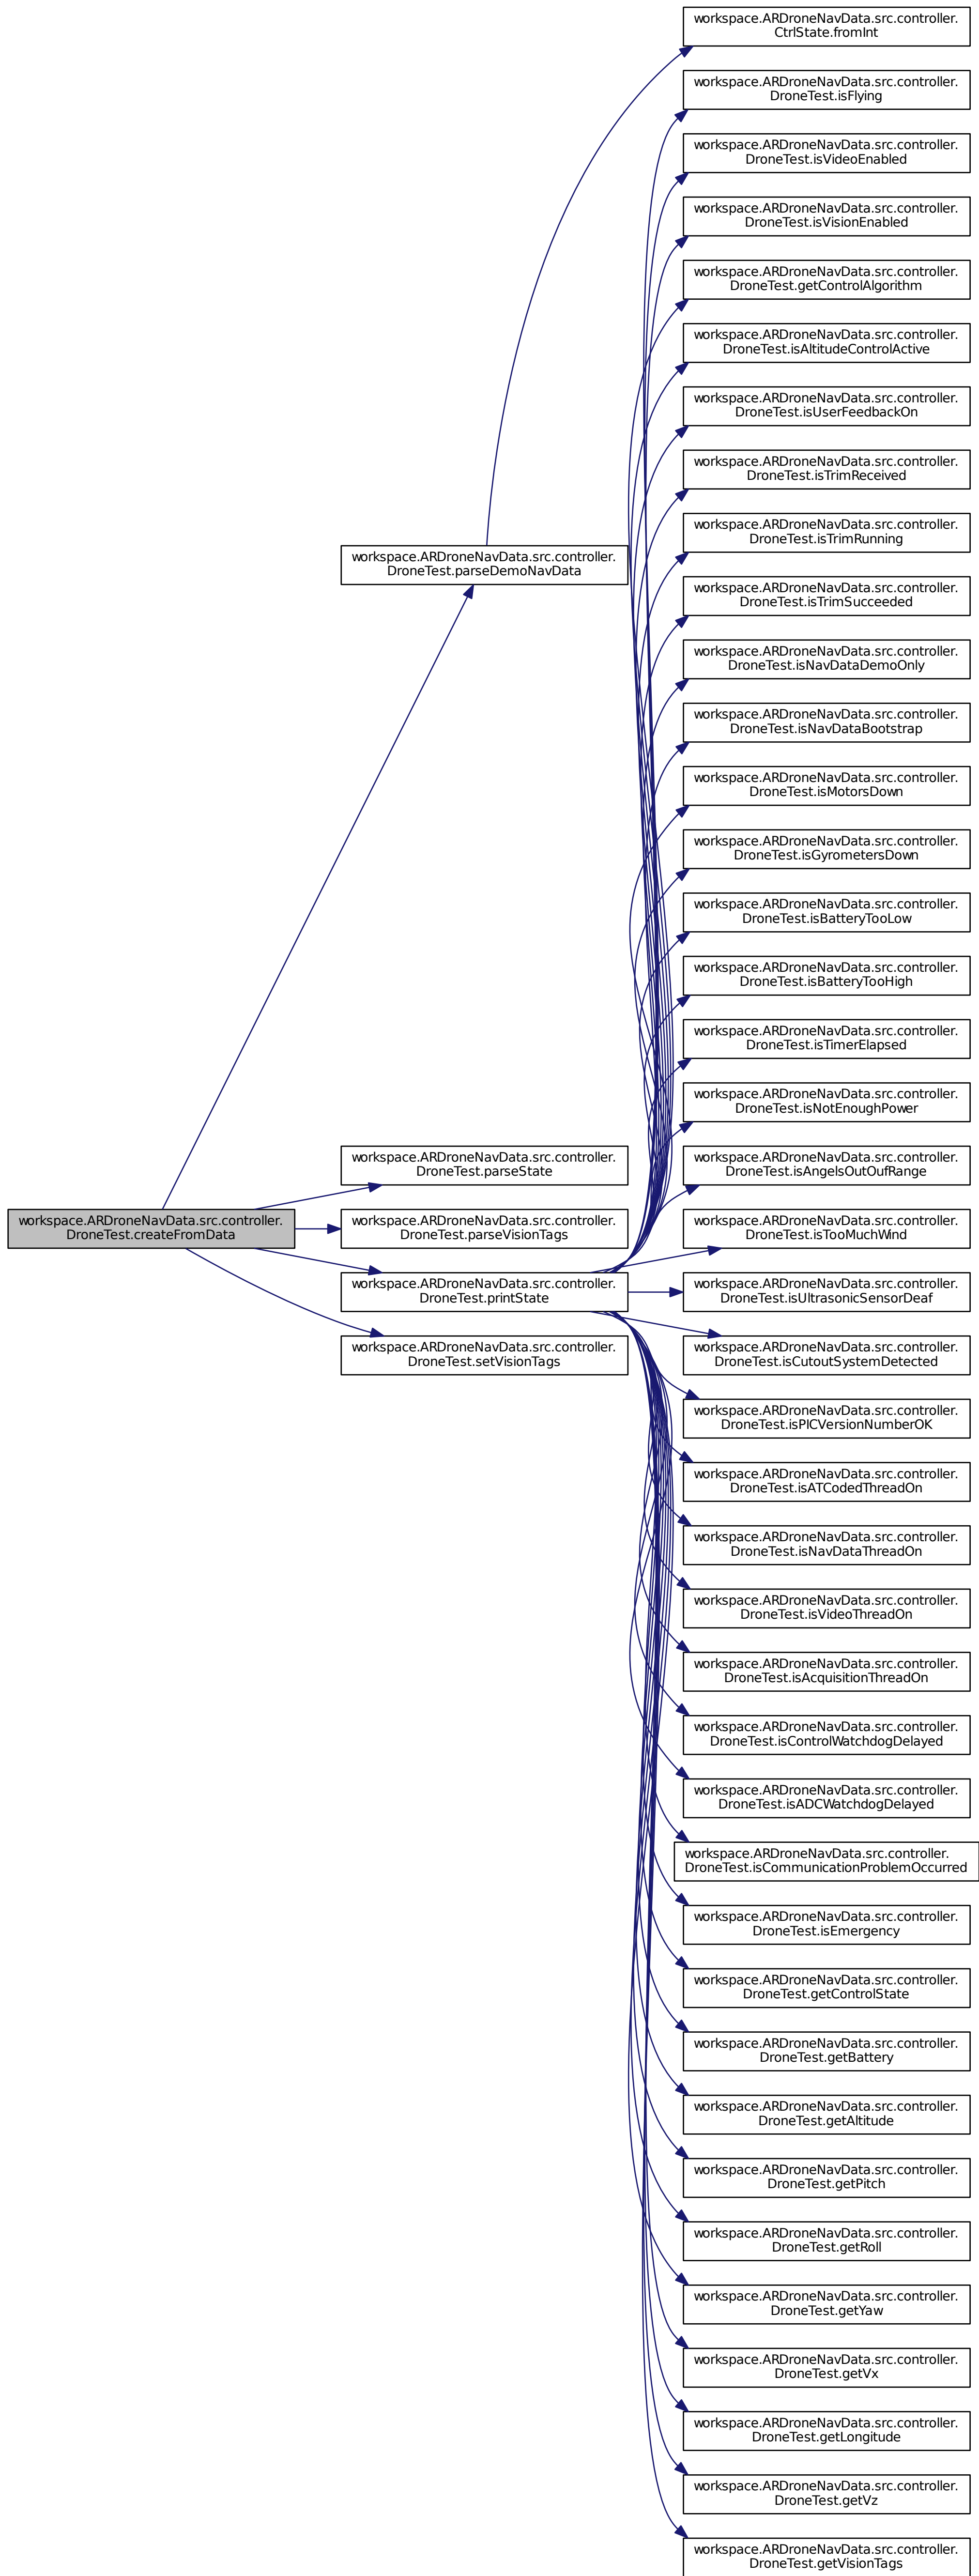 workspace.ARDroneNavData.src.controller.
CtrlState.fromInt
workspace.ARDroneNavData.src.controller.
DroneTest.isFlying
workspace.ARDroneNavData.src.controller.
DroneTest.isVideoEnabled
workspace.ARDroneNavData.src.controller.
DroneTest.isVisionEnabled
workspace.ARDroneNavData.src.controller.
DroneTest.getControlAlgorithm
workspace.ARDroneNavData.src.controller.
DroneTest.isAltitudeControlActive
workspace.ARDroneNavData.src.controller.
DroneTest.isUserFeedbackOn
workspace.ARDroneNavData.src.controller.
DroneTest.isTrimReceived
workspace.ARDroneNavData.src.controller.
DroneTest.isTrimRunning
workspace.ARDroneNavData.src.controller.
DroneTest.parseDemoNavData
workspace.ARDroneNavData.src.controller.
DroneTest.isTrimSucceeded
workspace.ARDroneNavData.src.controller.
DroneTest.isNavDataDemoOnly
workspace.ARDroneNavData.src.controller.
DroneTest.isNavDataBootstrap
workspace.ARDroneNavData.src.controller.
DroneTest.isMotorsDown
workspace.ARDroneNavData.src.controller.
DroneTest.isGyrometersDown
workspace.ARDroneNavData.src.controller.
DroneTest.isBatteryTooLow
workspace.ARDroneNavData.src.controller.
DroneTest.isBatteryTooHigh
workspace.ARDroneNavData.src.controller.
DroneTest.isTimerElapsed
workspace.ARDroneNavData.src.controller.
DroneTest.isNotEnoughPower
workspace.ARDroneNavData.src.controller.
DroneTest.parseState
workspace.ARDroneNavData.src.controller.
DroneTest.isAngelsOutOufRange
workspace.ARDroneNavData.src.controller.
DroneTest.createFromData
workspace.ARDroneNavData.src.controller.
DroneTest.parseVisionTags
workspace.ARDroneNavData.src.controller.
DroneTest.isTooMuchWind
workspace.ARDroneNavData.src.controller.
DroneTest.printState
workspace.ARDroneNavData.src.controller.
DroneTest.isUltrasonicSensorDeaf
workspace.ARDroneNavData.src.controller.
DroneTest.setVisionTags
workspace.ARDroneNavData.src.controller.
DroneTest.isCutoutSystemDetected
workspace.ARDroneNavData.src.controller.
DroneTest.isPICVersionNumberOK
workspace.ARDroneNavData.src.controller.
DroneTest.isATCodedThreadOn
workspace.ARDroneNavData.src.controller.
DroneTest.isNavDataThreadOn
workspace.ARDroneNavData.src.controller.
DroneTest.isVideoThreadOn
workspace.ARDroneNavData.src.controller.
DroneTest.isAcquisitionThreadOn
workspace.ARDroneNavData.src.controller.
DroneTest.isControlWatchdogDelayed
workspace.ARDroneNavData.src.controller.
DroneTest.isADCWatchdogDelayed
workspace.ARDroneNavData.src.controller.
DroneTest.isCommunicationProblemOccurred
workspace.ARDroneNavData.src.controller.
DroneTest.isEmergency
workspace.ARDroneNavData.src.controller.
DroneTest.getControlState
workspace.ARDroneNavData.src.controller.
DroneTest.getBattery
workspace.ARDroneNavData.src.controller.
DroneTest.getAltitude
workspace.ARDroneNavData.src.controller.
DroneTest.getPitch
workspace.ARDroneNavData.src.controller.
DroneTest.getRoll
workspace.ARDroneNavData.src.controller.
DroneTest.getYaw
workspace.ARDroneNavData.src.controller.
DroneTest.getVx
workspace.ARDroneNavData.src.controller.
DroneTest.getLongitude
workspace.ARDroneNavData.src.controller.
DroneTest.getVz
workspace.ARDroneNavData.src.controller.
DroneTest.getVisionTags